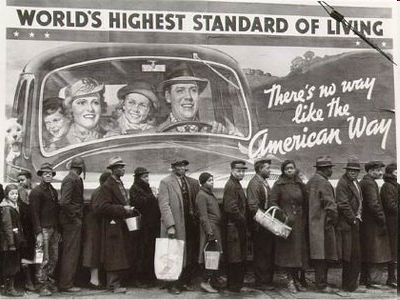 WORLD'S HIGHEST STANDARD OF LIVING
There's no way
like the
American Way